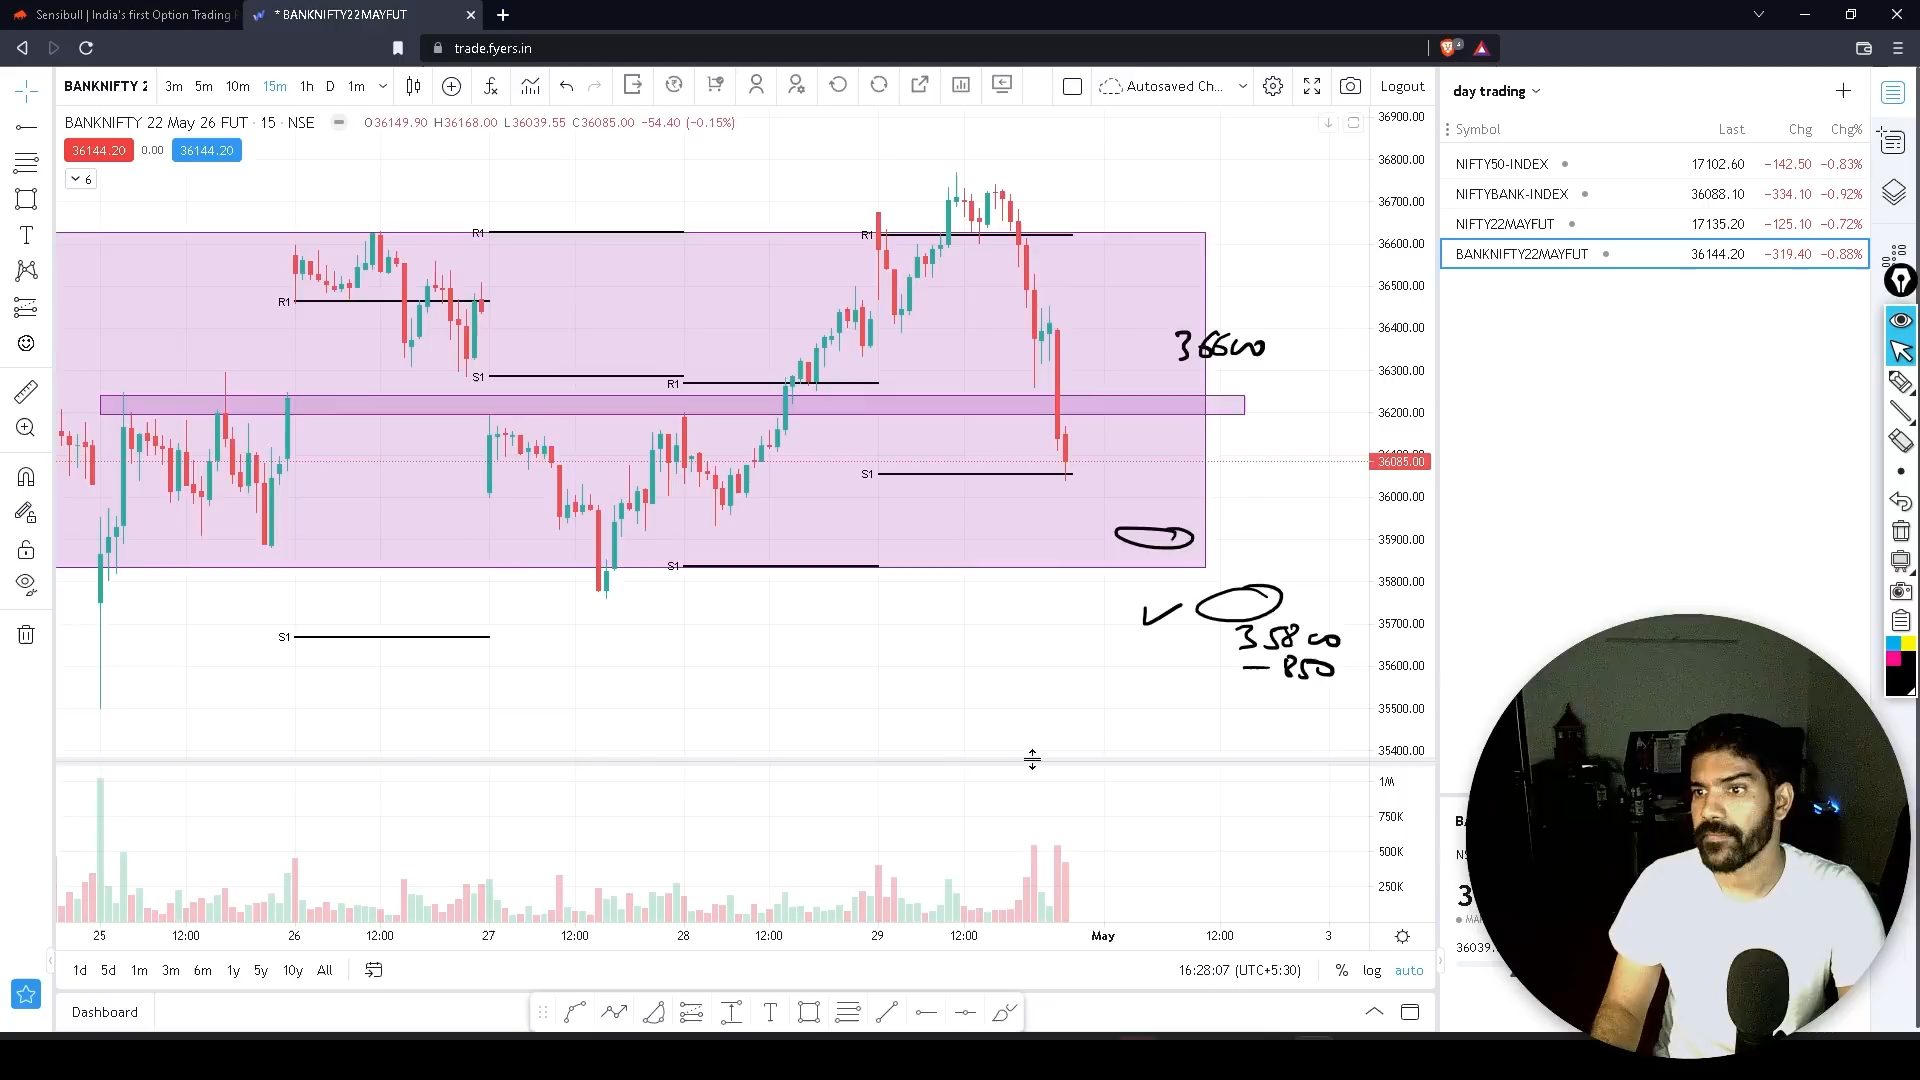 Sensibull | India's first Option Trading P
* BANKNIFTY22MAYFUT
trade.fyers.in
BANKNIFTY 2 3m 5m 10m 15m 1h D 1m
Autosaved Ch... Logout
BANKNIFTY 22 May 26 FUT · 15 · NSE O36149.90 H36168.00 L36039.55 C36085.00 −54.40 (−0.15%)
36144.20 0.00 36144.20
6
36900.00
36800.00
36700.00
36600.00
36500.00
36400.00
36300.00
36200.00
36085.00
36000.00
35900.00
35800.00
35700.00
35600.00
35500.00
35400.00
R1
R1
S1
S1
R1
S1
R1
S1
36600
35800
– 850
1M
750K
500K
250K
25 12:00 26 12:00 27 12:00 28 12:00 29 12:00 May 12:00 3
1d 5d 1m 3m 6m 1y 5y 10y All
16:28:07 (UTC+5:30) % log auto
Dashboard
day trading
Symbol Last Chg Chg%
NIFTY50-INDEX 17102.60 −142.50 −0.83%
NIFTYBANK-INDEX 36088.10 −334.10 −0.92%
NIFTY22MAYFUT 17135.20 −125.10 −0.72%
BANKNIFTY22MAYFUT 36144.20 −319.40 −0.88%
36039.